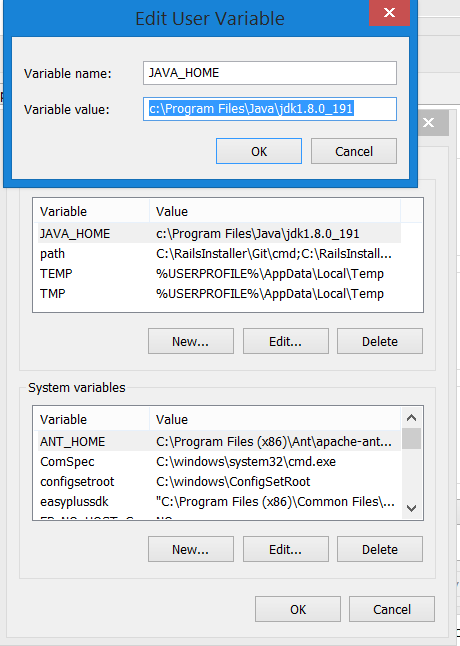 Edit User Variable
Variable name: JAVA_HOME
Variable value: c:\Program Files\Java\jdk1.8.0_191
OK Cancel
Variable Value
JAVA_HOME c:\Program Files\Java\jdk1.8.0_191
path C:\RailsInstaller\Git\cmd;C:\RailsInstall...
TEMP %USERPROFILE%\AppData\Local\Temp
TMP %USERPROFILE%\AppData\Local\Temp
New... Edit... Delete
System variables
Variable Value
ANT_HOME C:\Program Files (x86)\Ant\apache-ant...
ComSpec C:\windows\system32\cmd.exe
configsetroot C:\windows\ConfigSetRoot
easyplussdk "C:\Program Files (x86)\Common Files\...
New... Edit... Delete
OK Cancel